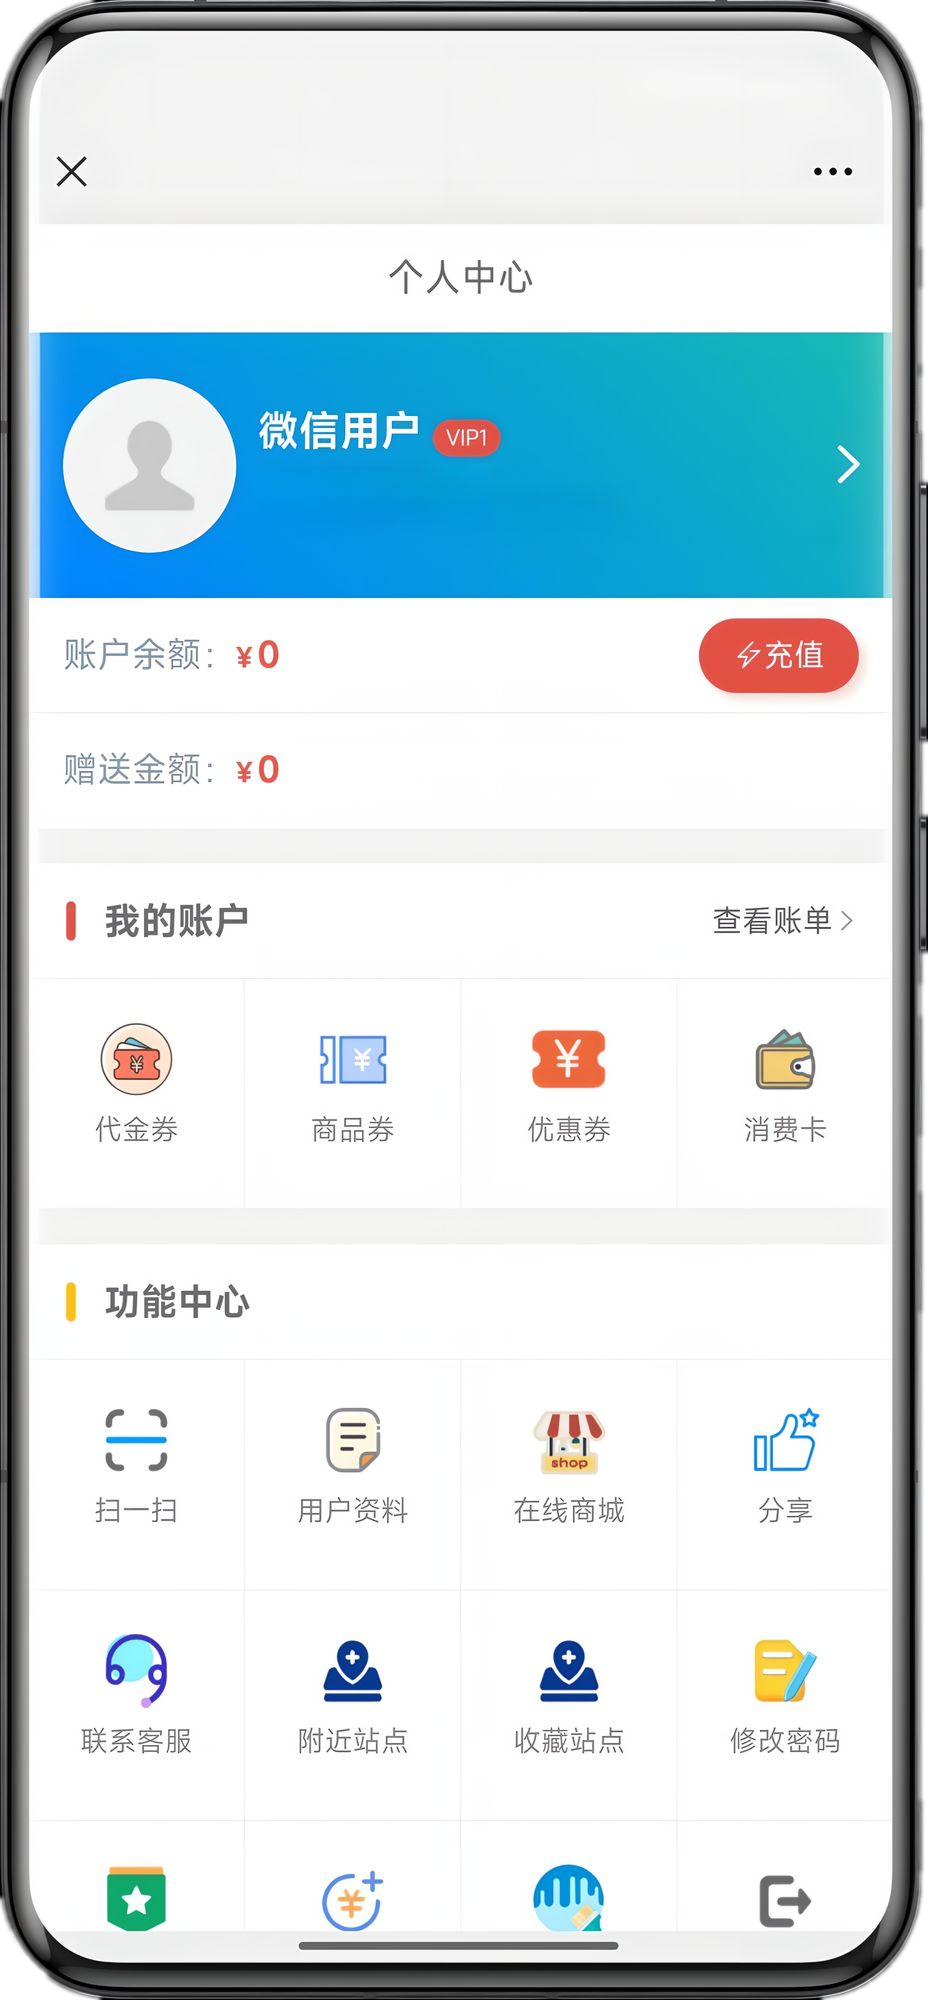 个人中心
微信用户 VIP1
账户余额：¥0 充值
赠送金额：¥0
我的账户 查看账单
代金券 商品券 优惠券 消费卡
功能中心
shop
扫一扫 用户资料 在线商城 分享
联系客服 附近站点 收藏站点 修改密码